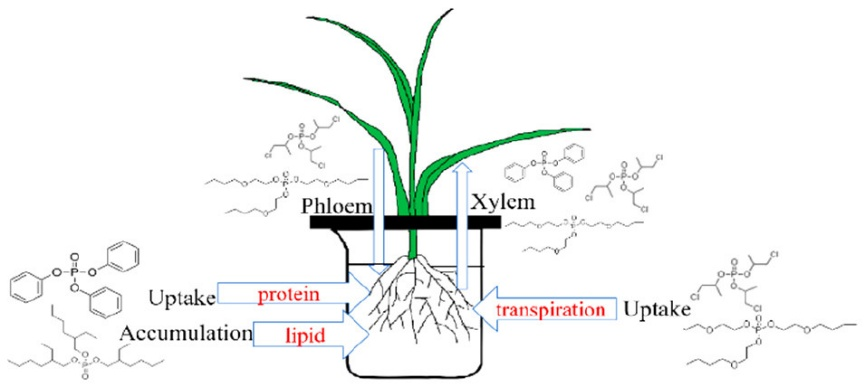 Phloem
Xylem
Uptake
protein
Accumulation
lipid
transpiration
Uptake